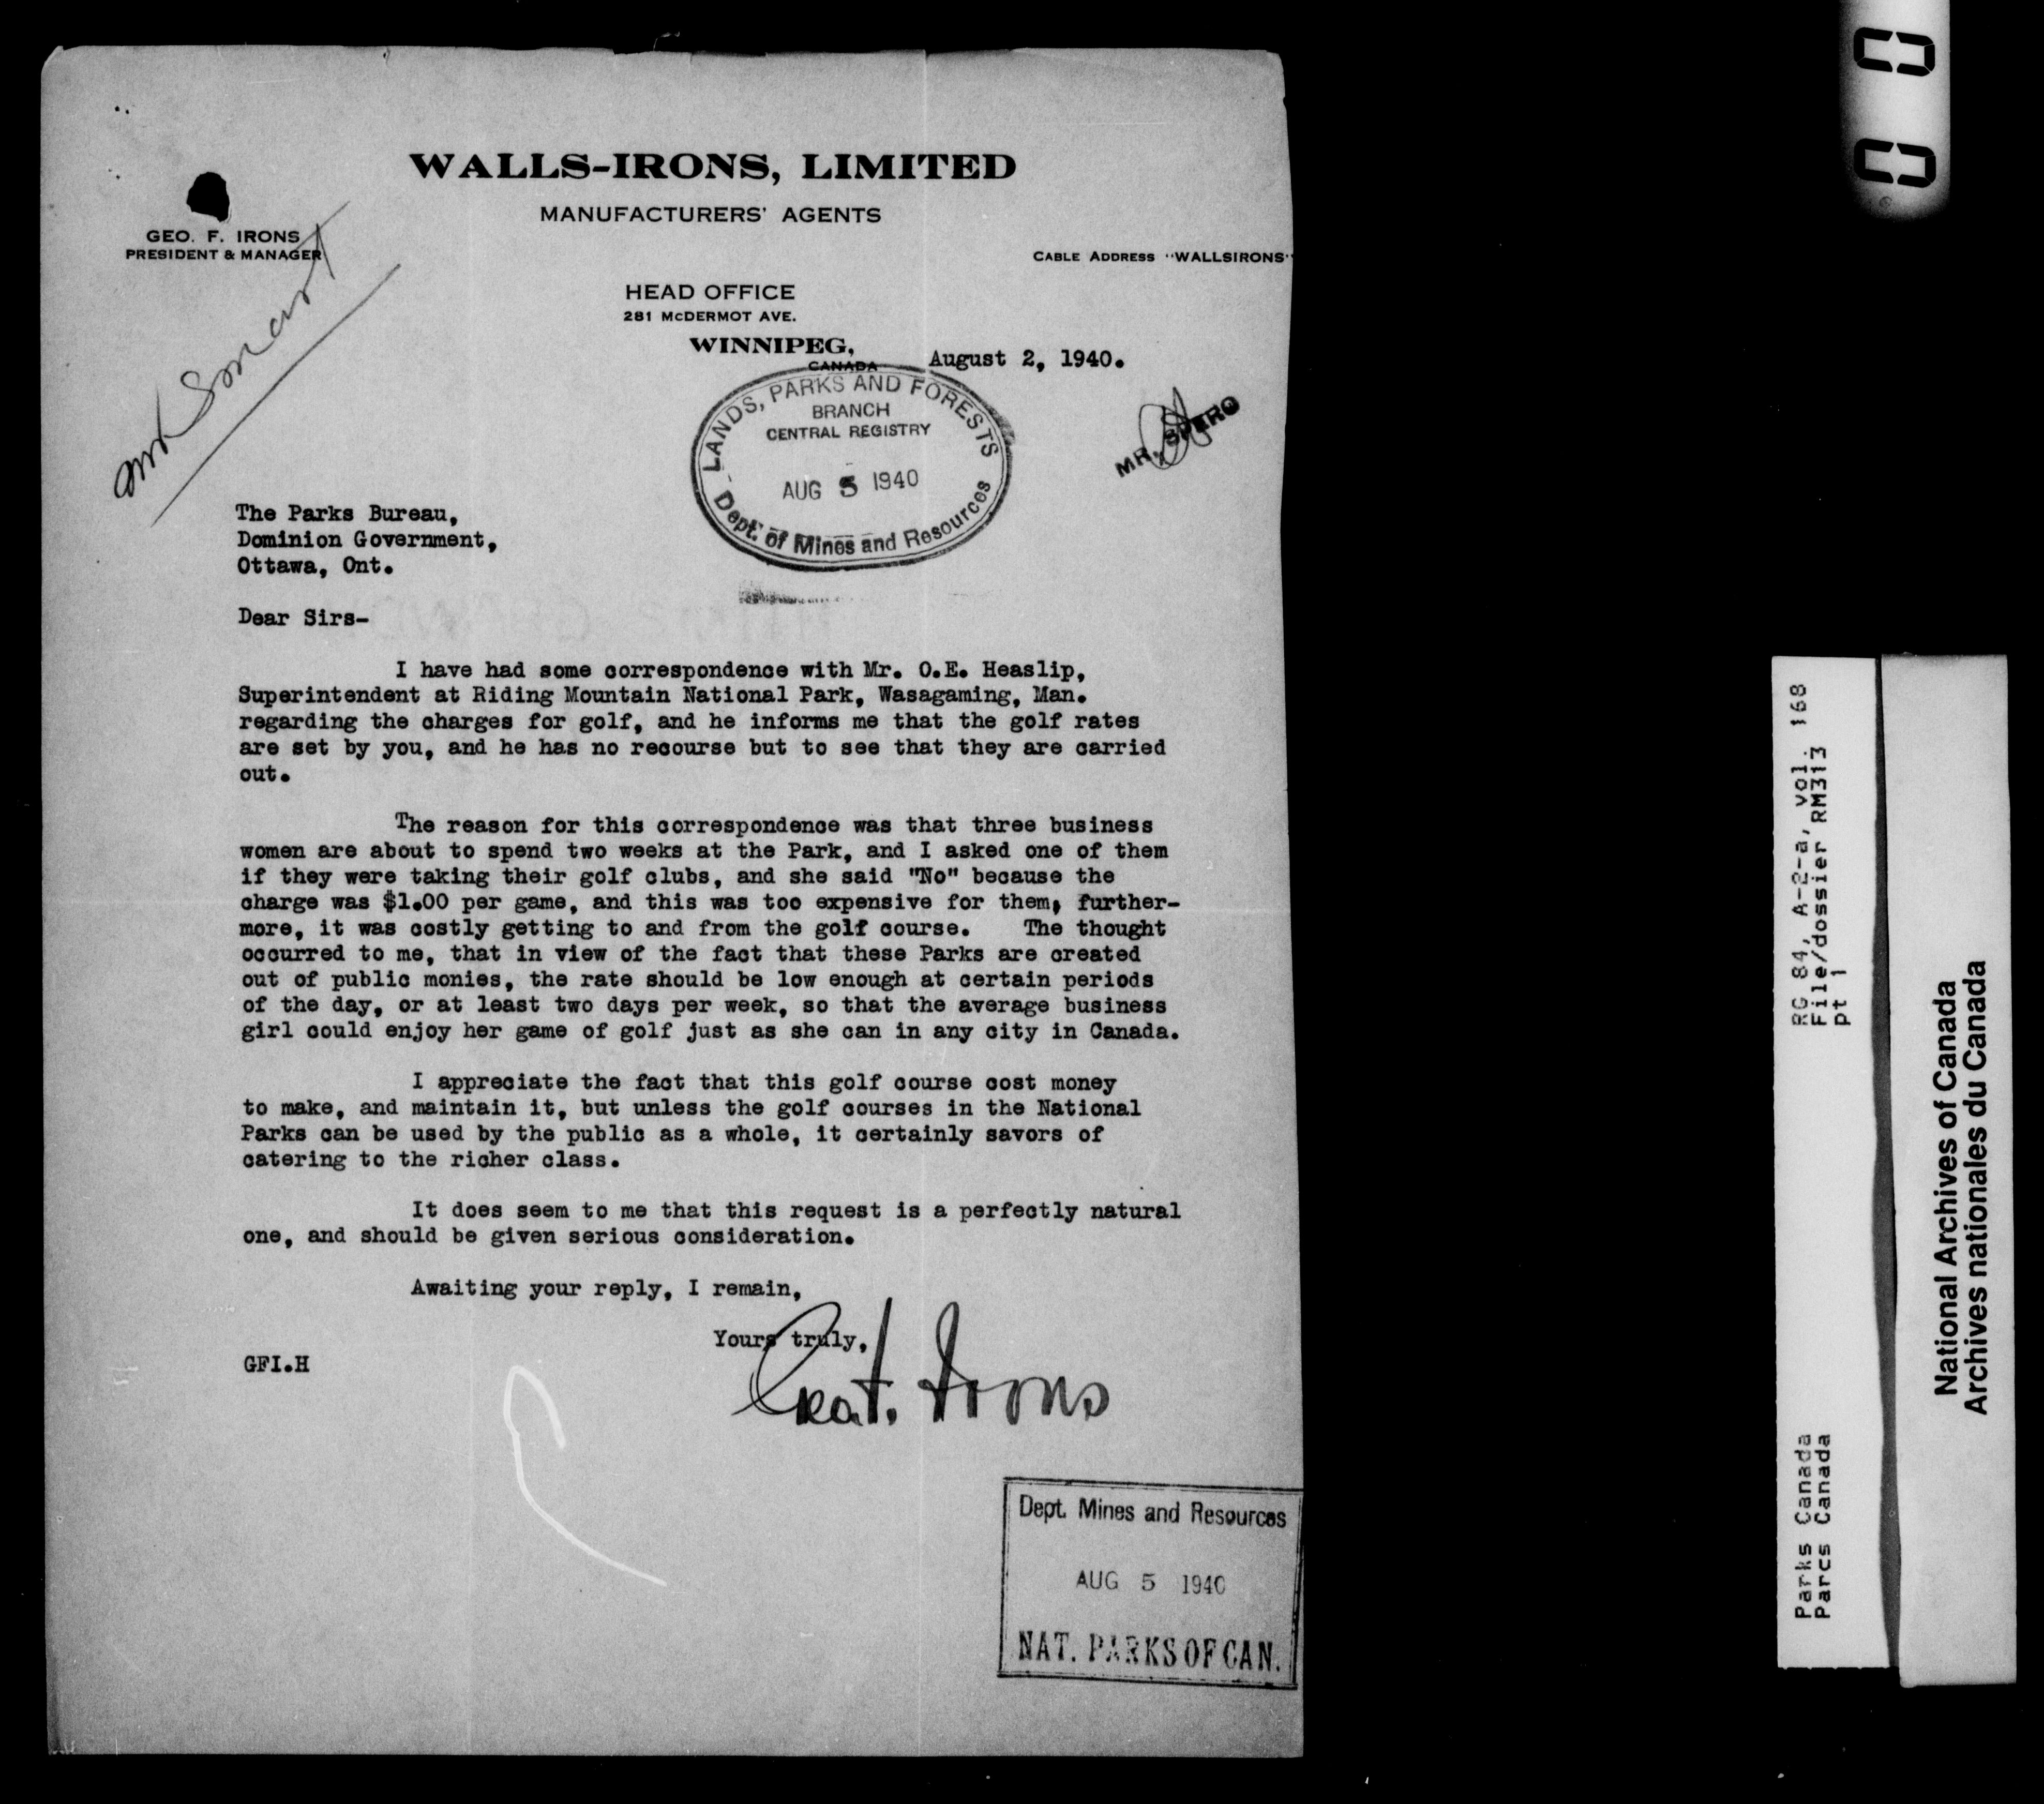 WALLS-IRONS, LIMITED
MANUFACTURERS' AGENTS
GEO. F. IRONS
PRESIDENT & MANAGER
CABLE ADDRESS "WALLSIRONS"
HEAD OFFICE
281 McDERMOT AVE.
WINNIPEG,
CANADA
August 2, 1940.
Mr Smart
LANDS, PARKS AND FORESTS
BRANCH
CENTRAL REGISTRY
AUG 5 1940
Dept. of Mines and Resources
MR. SPERO
The Parks Bureau,
Dominion Government,
Ottawa, Ont.
Dear Sirs-
I have had some correspondence with Mr. O.E. Heaslip,
Superintendent at Riding Mountain National Park, Wasagaming, Man.
regarding the charges for golf, and he informs me that the golf rates
are set by you, and he has no recourse but to see that they are carried
out.
The reason for this correspondence was that three business
women are about to spend two weeks at the Park, and I asked one of them
if they were taking their golf clubs, and she said "No" because the
charge was $1.00 per game, and this was too expensive for them, further-
more, it was costly getting to and from the golf course. The thought
occurred to me, that in view of the fact that these Parks are created
out of public monies, the rate should be low enough at certain periods
of the day, or at least two days per week, so that the average business
girl could enjoy her game of golf just as she can in any city in Canada.
I appreciate the fact that this golf course cost money
to make, and maintain it, but unless the golf courses in the National
Parks can be used by the public as a whole, it certainly savors of
catering to the richer class.
It does seem to me that this request is a perfectly natural
one, and should be given serious consideration.
Awaiting your reply, I remain,
Yours truly,
GFI.H
Geo. F. Irons
Dept. Mines and Resources
AUG 5 1940
NAT. PARKS OF CAN.
RG 84, A-2-a, vol. 168
File/dossier RM313
pt 1
Parks Canada
Parcs Canada
National Archives of Canada
Archives nationales du Canada